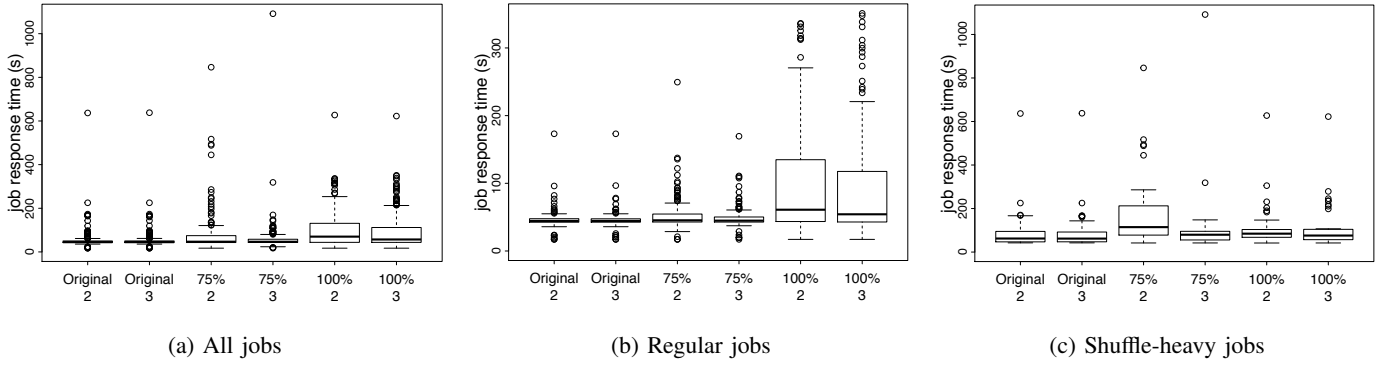 job response time (s)
0 200 400 600 800 1000
Original Original 75% 75% 100% 100%
2 3 2 3 2 3
(a) All jobs
job response time (s)
0 100 200 300
Original Original 75% 75% 100% 100%
2 3 2 3 2 3
(b) Regular jobs
job response time (s)
0 200 400 600 800 1000
Original Original 75% 75% 100% 100%
2 3 2 3 2 3
(c) Shuffle-heavy jobs